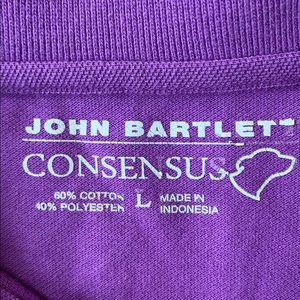 JOHN BARTLETT
CONSENSUS
60% COTTON
40% POLYESTER
L
MADE IN
INDONESIA